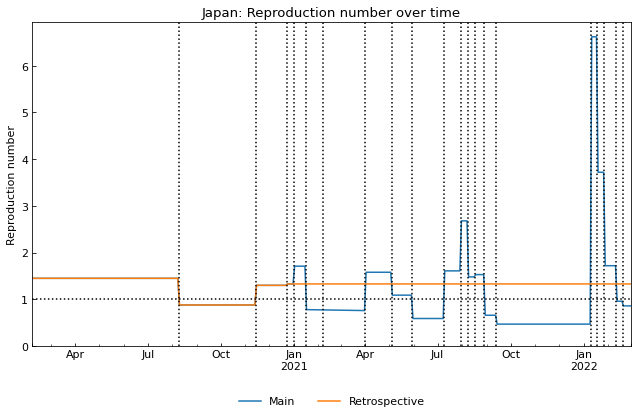 Japan: Reproduction number over time
Reproduction number
6
5
4
3
2
1
0
Apr Jul Oct Jan Apr Jul Oct Jan
2021 2022
Main Retrospective